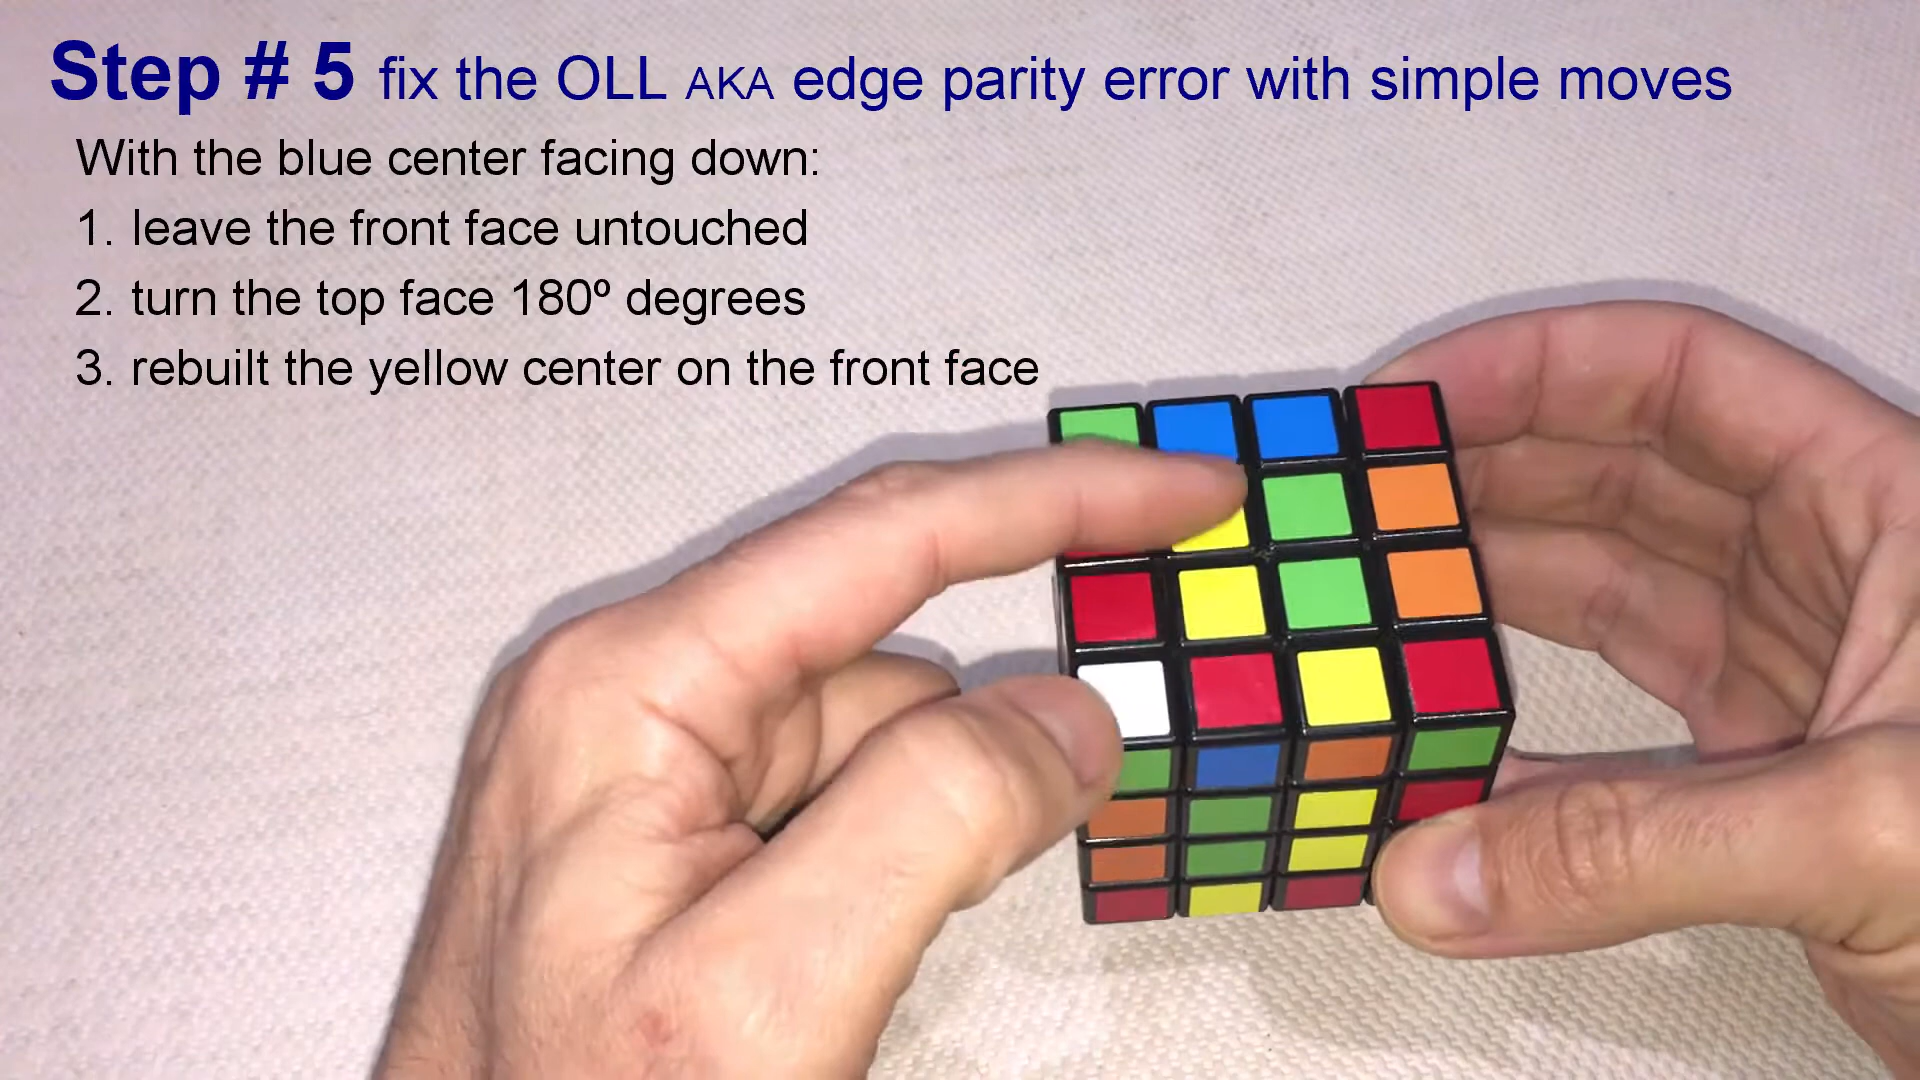 Step # 5 fix the OLL AKA edge parity error with simple moves
With the blue center facing down:
1. leave the front face untouched
2. turn the top face 180º degrees
3. rebuilt the yellow center on the front face